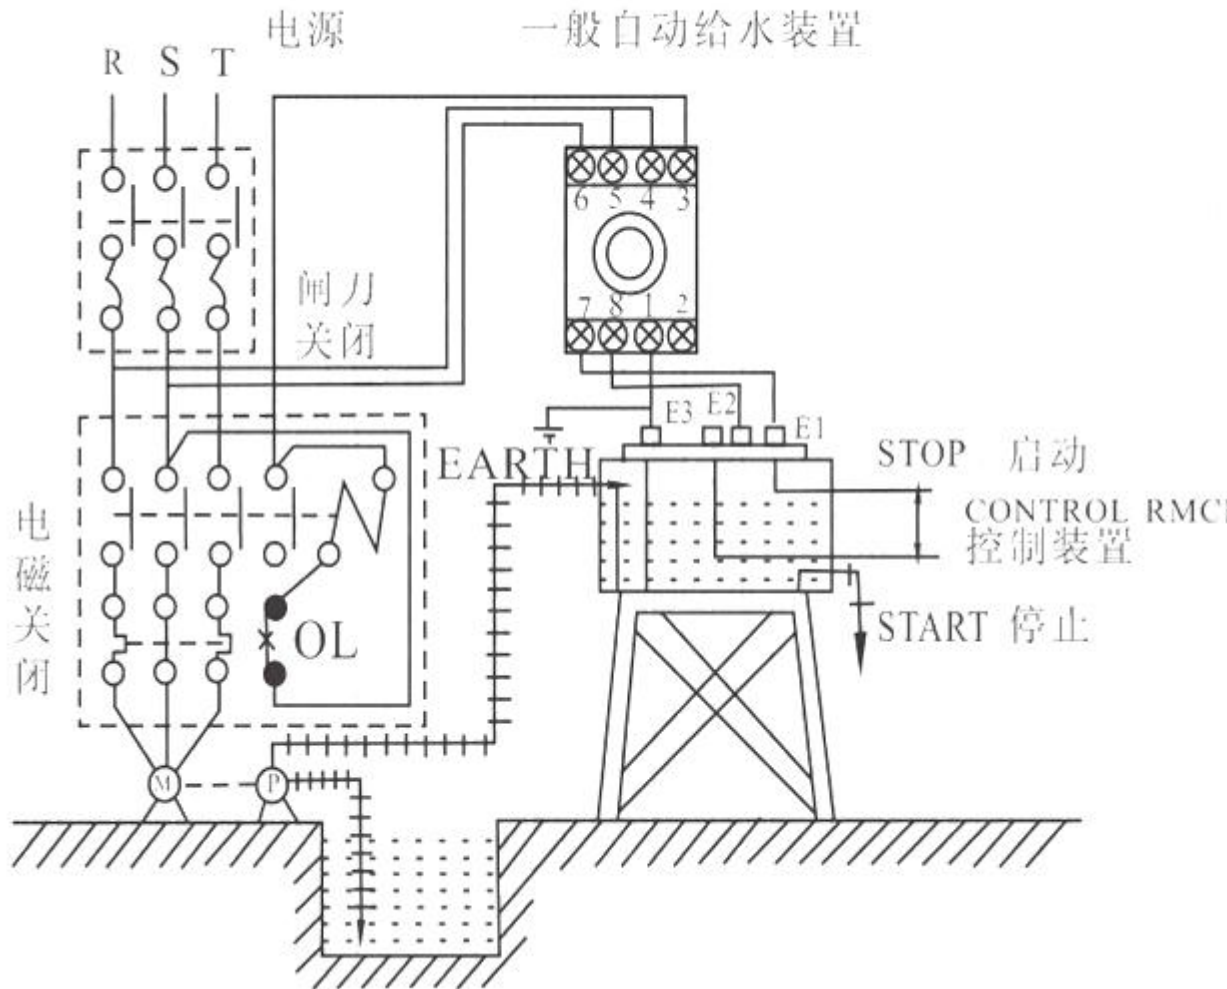 电源
一般自动给水装置
R S T
6 5 4 3
闸刀
关闭
7 8 1 2
E3
E2
E1
EARTH
STOP 启动
CONTROL RMCI
控制装置
START 停止
电
磁
关
闭
OL
M
P